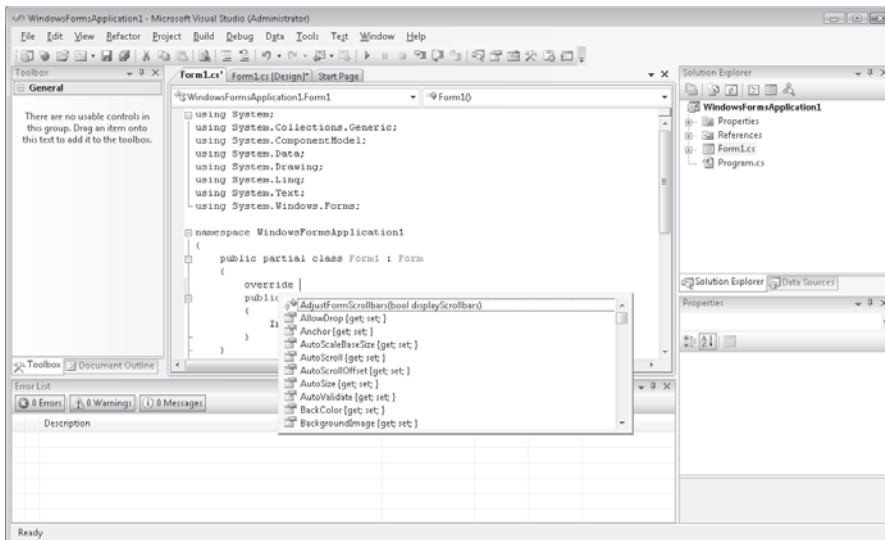 WindowsFormsApplication1 - Microsoft Visual Studio (Administrator)
File Edit View Refactor Project Build Debug Data Tools Test Window Help
Toolbox
General
There are no usable controls in
this group. Drag an item onto
this text to add it to the toolbox.
Toolbox Document Outline
Form1.cs* Form1.cs [Design]* Start Page
WindowsFormsApplication1.Form1 Form1()
using System;
using System.Collections.Generic;
using System.ComponentModel;
using System.Data;
using System.Drawing;
using System.Linq;
using System.Text;
using System.Windows.Forms;
namespace WindowsFormsApplication1
{
public partial class Form1 : Form
{
override
public
{
In
}
}
AdjustFormScrollbars(bool displayScrollbars)
AllowDrop {get; set; }
Anchor {get; set; }
AutoScaleBaseSize {get; set; }
AutoScroll {get; set; }
AutoScrollOffset {get; set; }
AutoSize {get; set; }
AutoValidate {get; set; }
BackColor {get; set; }
BackgroundImage {get; set; }
Solution Explorer
WindowsFormsApplication1
Properties
References
Form1.cs
Program.cs
Solution Explorer Data Sources
Properties
Error List
0 Errors 0 Warnings 0 Messages
Description
Ready